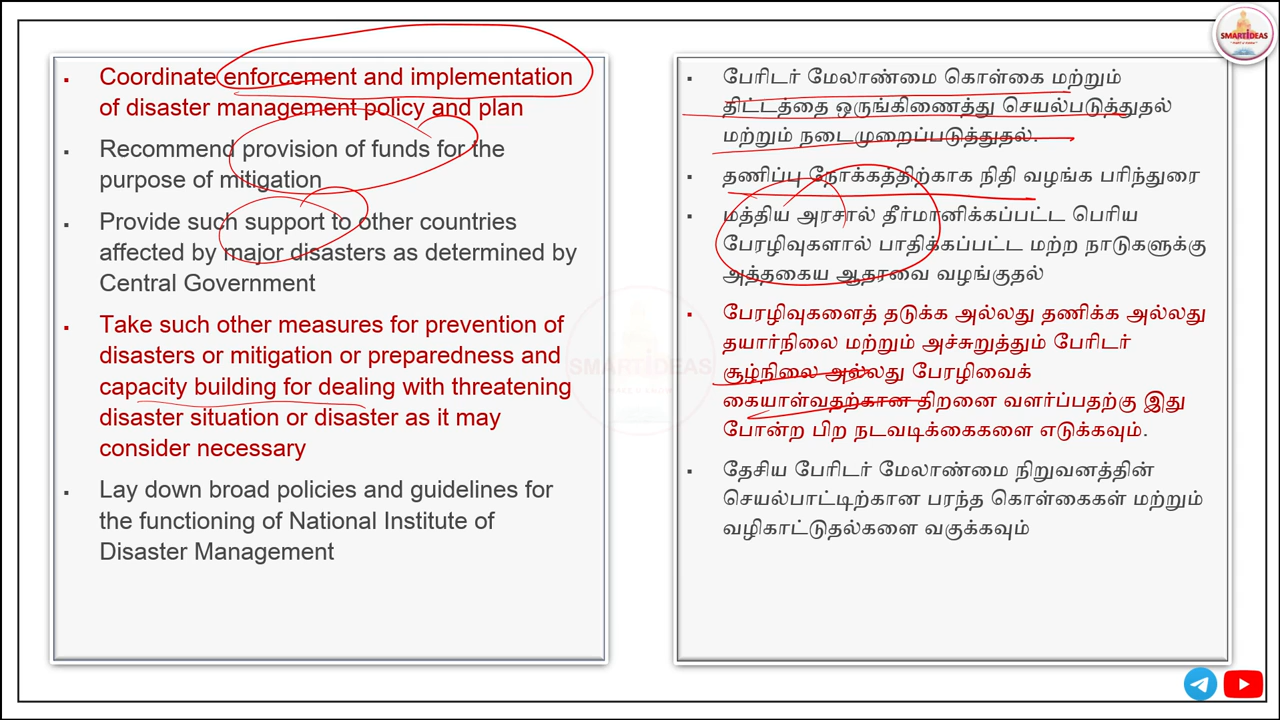 SMARTIDEAS
Coordinate enforcement and implementation
of disaster management policy and plan
Recommend provision of funds for the
purpose of mitigation
Provide such support to other countries
affected by major disasters as determined by
Central Government
Take such other measures for prevention of
disasters or mitigation or preparedness and
capacity building for dealing with threatening
disaster situation or disaster as it may
consider necessary
Lay down broad policies and guidelines for
the functioning of National Institute of
Disaster Management
பேரிடர் மேலாண்மை கொள்கை மற்றும்
திட்டத்தை ஒருங்கிணைத்து செயல்படுத்துதல்
மற்றும் நடைமுறைப்படுத்துதல்.
தணிப்பு நோக்கத்திற்காக நிதி வழங்க பரிந்துரை
மத்திய அரசால் தீர்மானிக்கப்பட்ட பெரிய
பேரழிவுகளால் பாதிக்கப்பட்ட மற்ற நாடுகளுக்கு
அத்தகைய ஆதரவை வழங்குதல்
பேரழிவுகளைத் தடுக்க அல்லது தணிக்க அல்லது
தயார்நிலை மற்றும் அச்சுறுத்தும் பேரிடர்
சூழ்நிலை அல்லது பேரழிவைக்
கையாள்வதற்கான திறனை வளர்ப்பதற்கு இது
போன்ற பிற நடவடிக்கைகளை எடுக்கவும்.
தேசிய பேரிடர் மேலாண்மை நிறுவனத்தின்
செயல்பாட்டிற்கான பரந்த கொள்கைகள் மற்றும்
வழிகாட்டுதல்களை வகுக்கவும்
SMARTIDEAS